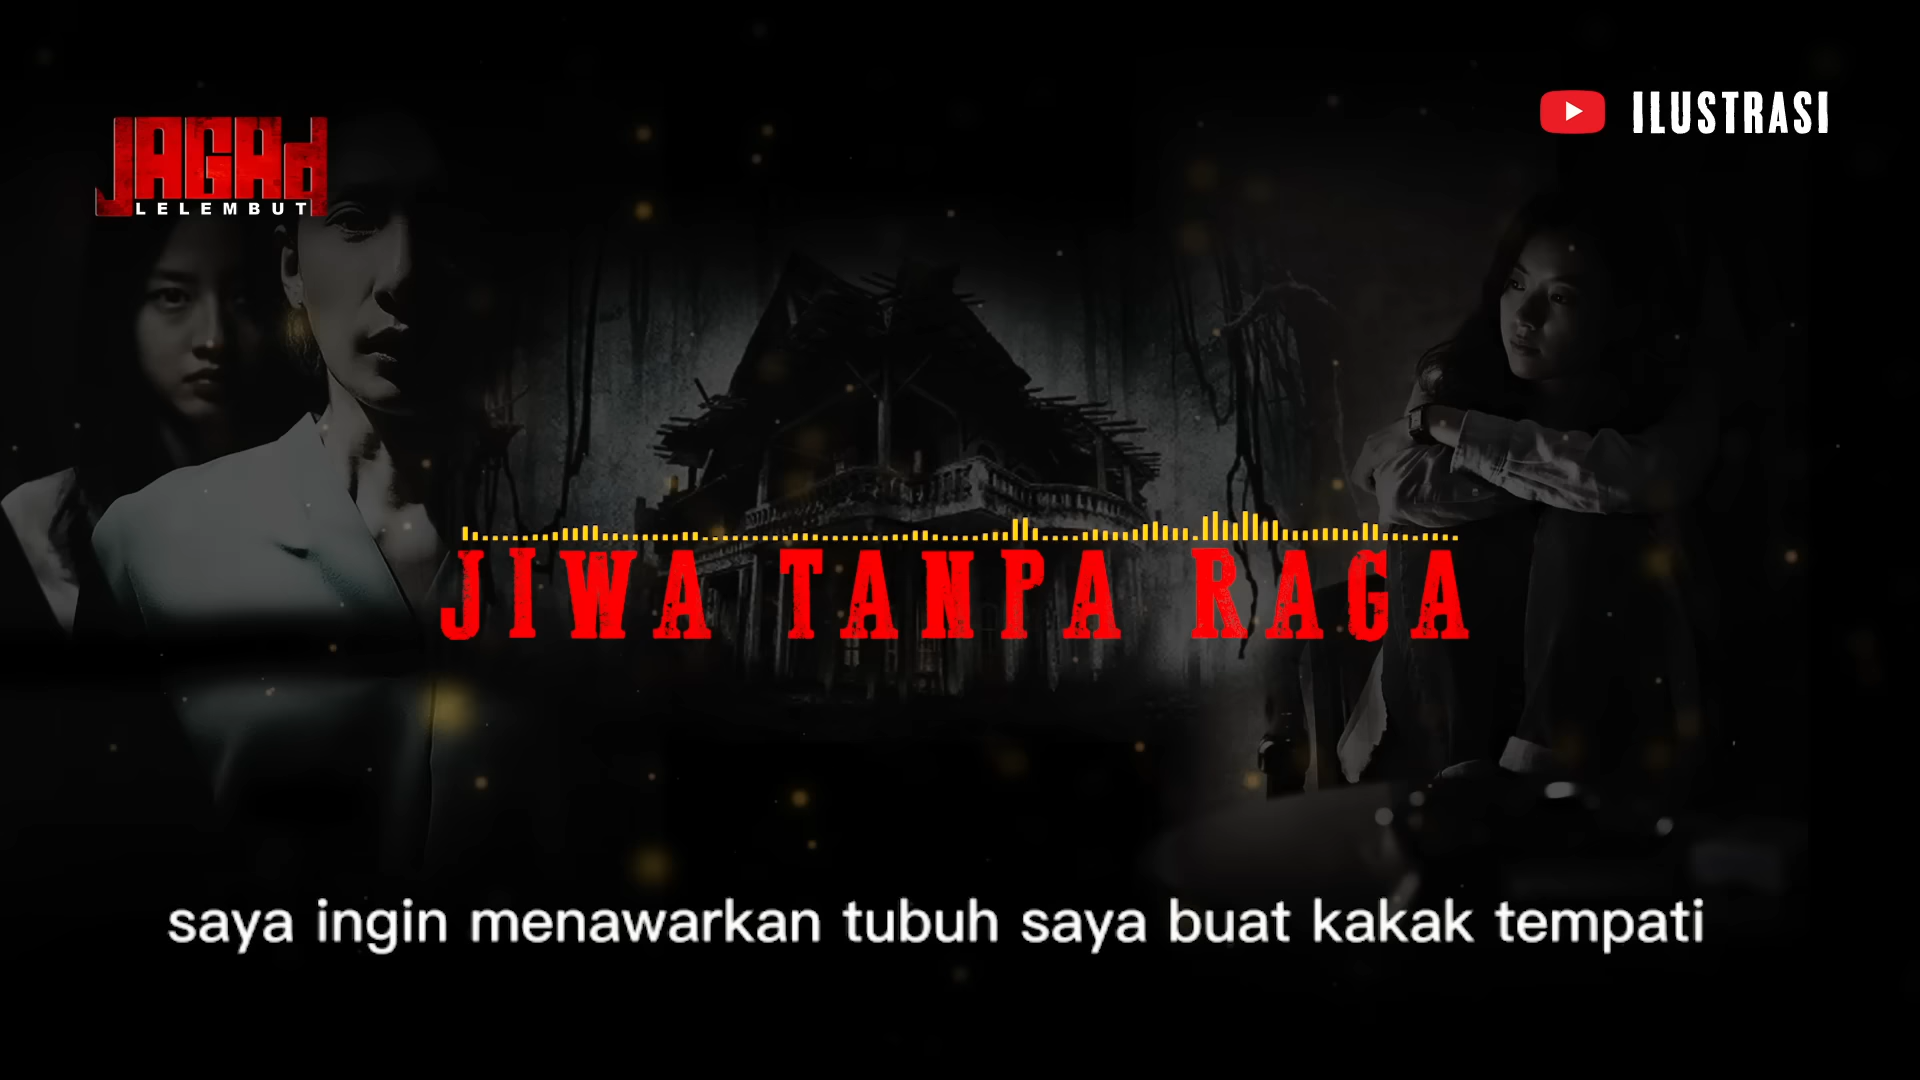 JAGAd
LELEMBUT
ILUSTRASI
JIWA TANPA RAGA
saya ingin menawarkan tubuh saya buat kakak tempati